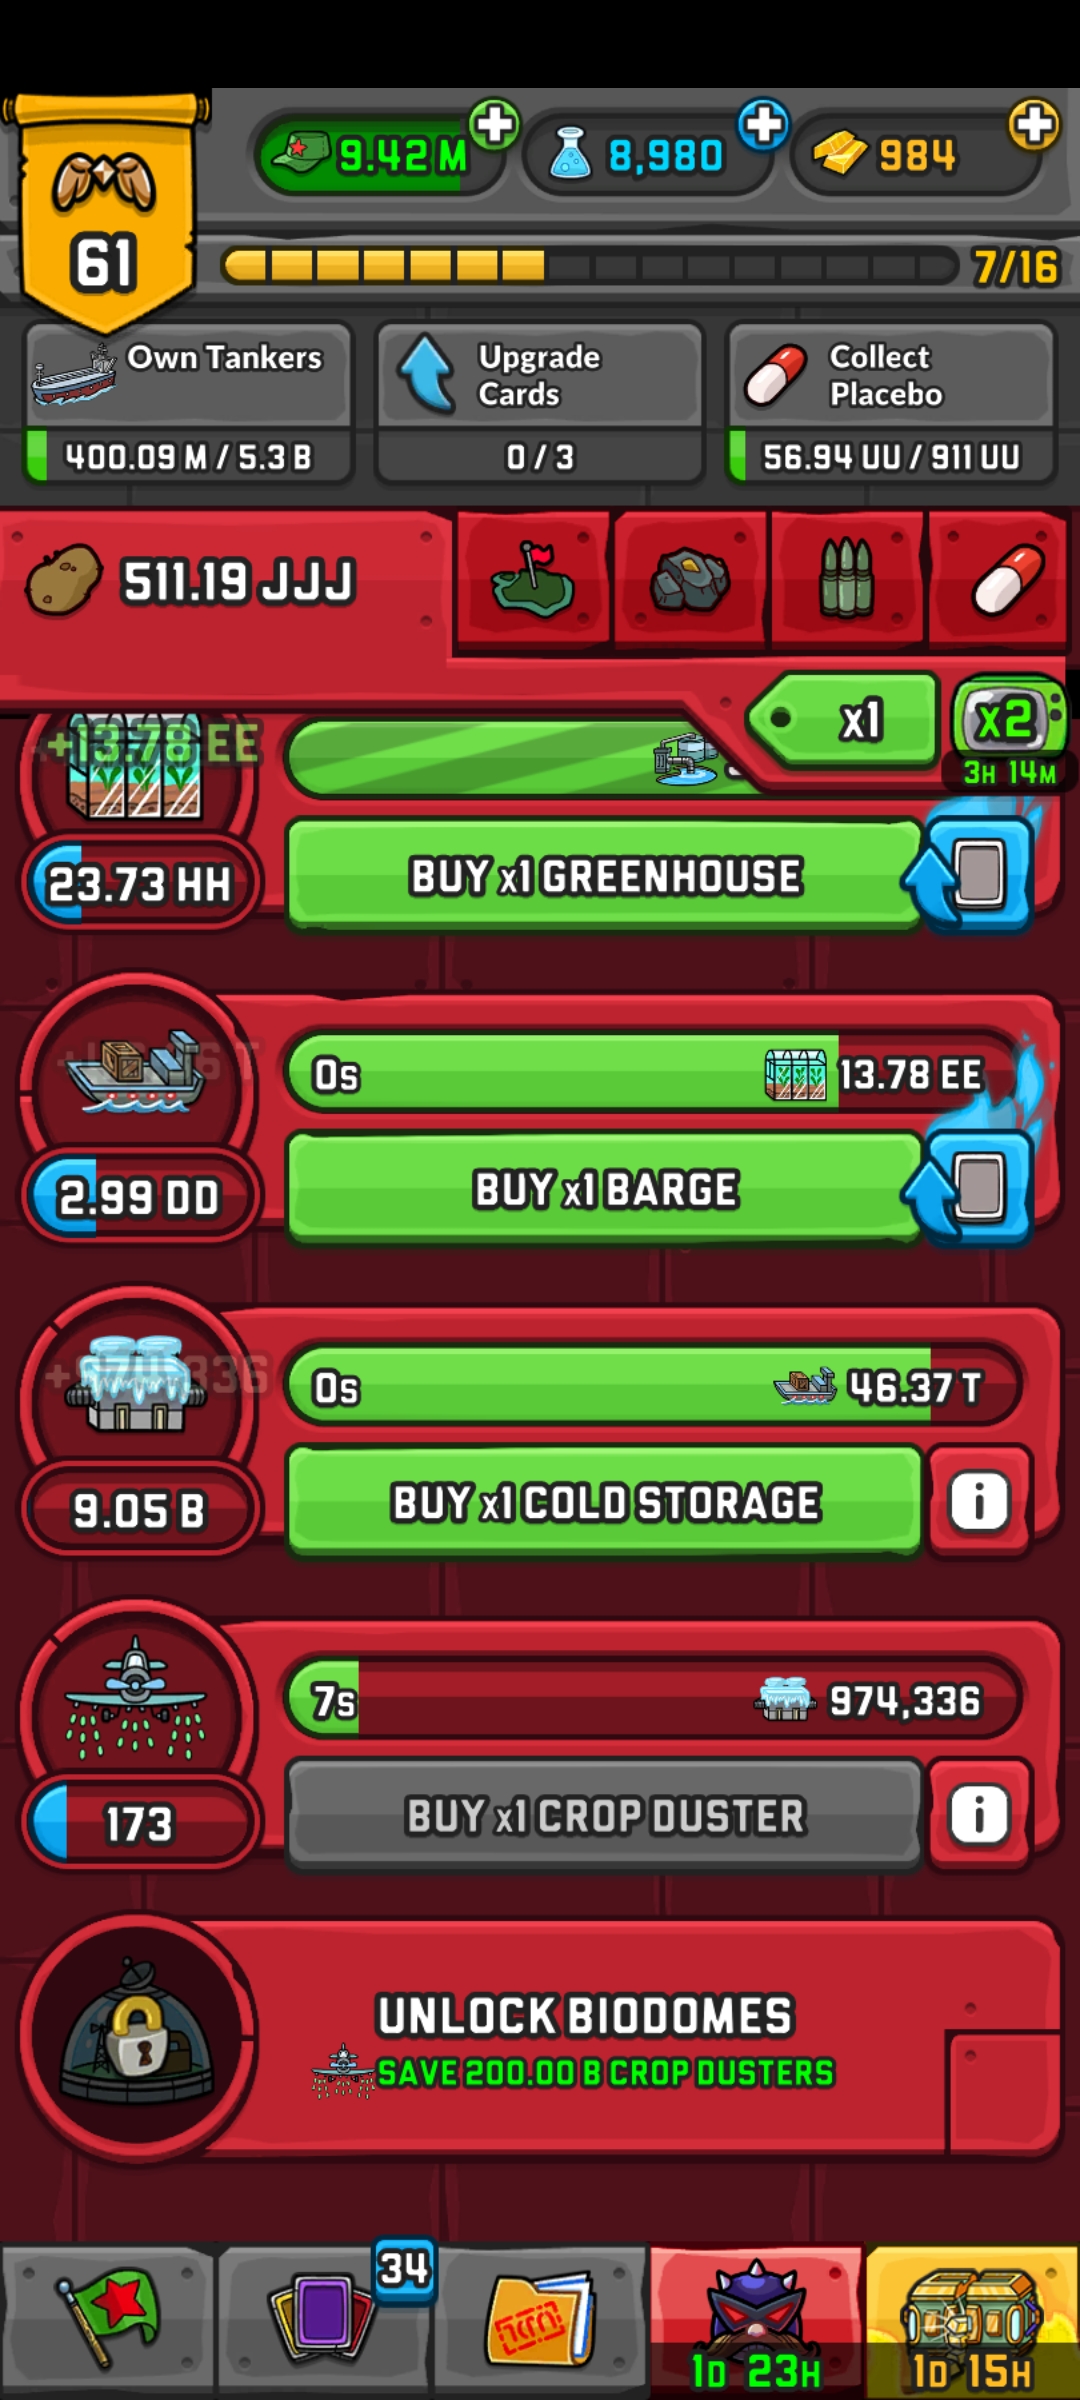 9.42 M
8,980
984
61
7/16
Own Tankers
400.09 M / 5.3 B
Upgrade
Cards
0 / 3
Collect
Placebo
56.94 UU / 911 UU
511.19 JJJ
x1
x2
3H 14M
+13.78 EE
23.73 HH
BUY x1 GREENHOUSE
0s
13.78 EE
2.99 DD
BUY x1 BARGE
0s
46.37 T
9.05 B
BUY x1 COLD STORAGE
i
7s
974,336
173
BUY x1 CROP DUSTER
i
UNLOCK BIODOMES
SAVE 200.00 B CROP DUSTERS
34
1D 23H
1D 15H